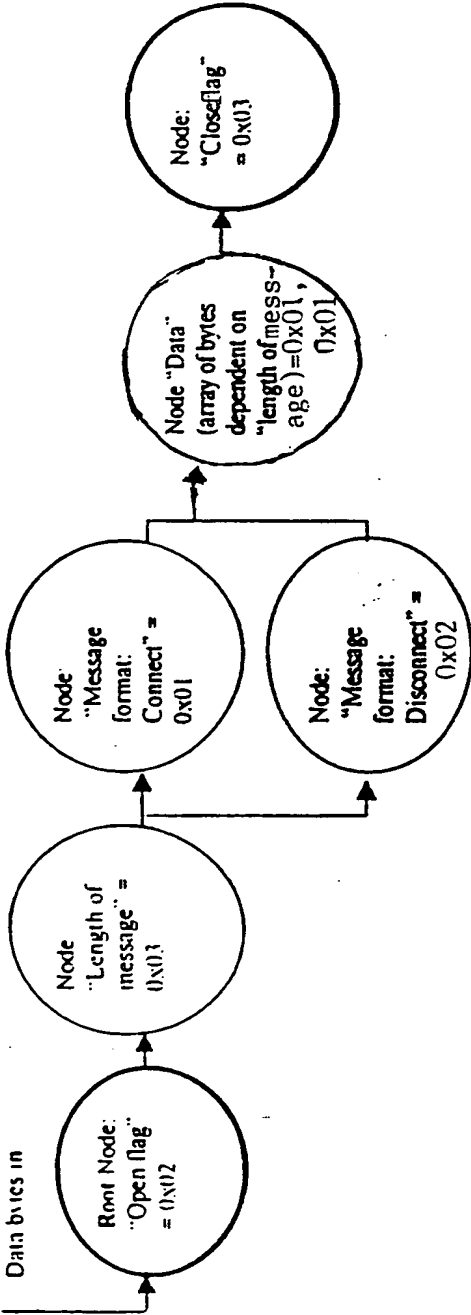 Data bytes in
Root Node:
"Open flag"
= 0x02
Node
"Length of
message" =
0x03
Node
"Message
format:
Connect" =
0x01
Node:
"Message
format:
Disconnect" =
0x02
Node "Data"
(array of bytes
dependent on
"length of mess-
age)=0x01,
0x01
Node:
"Closeflag"
= 0x03